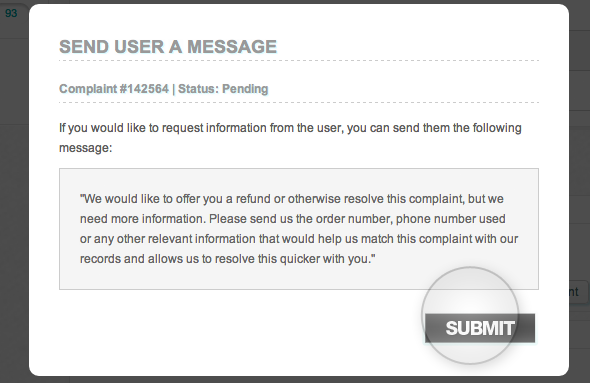 93
SEND USER A MESSAGE
Complaint #142564 | Status: Pending
If you would like to request information from the user, you can send them the following
message:
"We would like to offer you a refund or otherwise resolve this complaint, but we
need more information. Please send us the order number, phone number used
or any other relevant information that would help us match this complaint with our
records and allows us to resolve this quicker with you."
SUBMIT